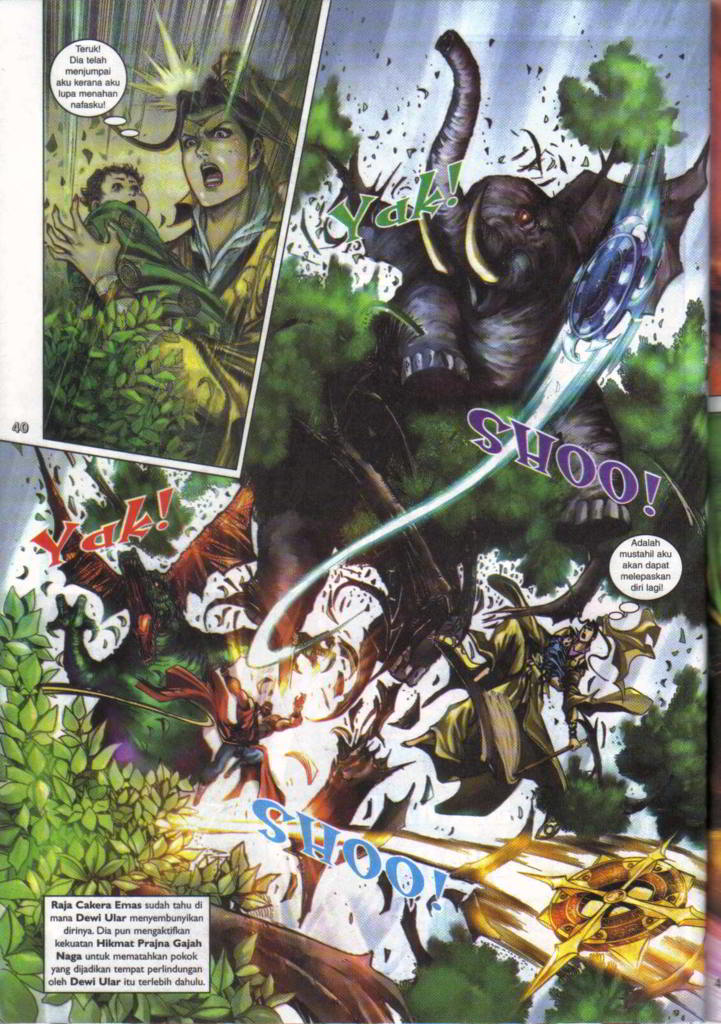 Teruk!
Dia telah
menjumpai
aku kerana aku
lupa menahan
nafasku!
Yak!
SHOO!
40
Yak!
Adalah
mustahil aku
akan dapat
melepaskan
diri lagi!
SHOO!
Raja Cakera Emas sudah tahu di
mana Dewi Ular menyembunyikan
dirinya. Dia pun mengaktifkan
kekuatan Hikmat Prajna Gajah
Naga untuk mematahkan pokok
yang dijadikan tempat perlindungan
oleh Dewi Ular itu terlebih dahulu.